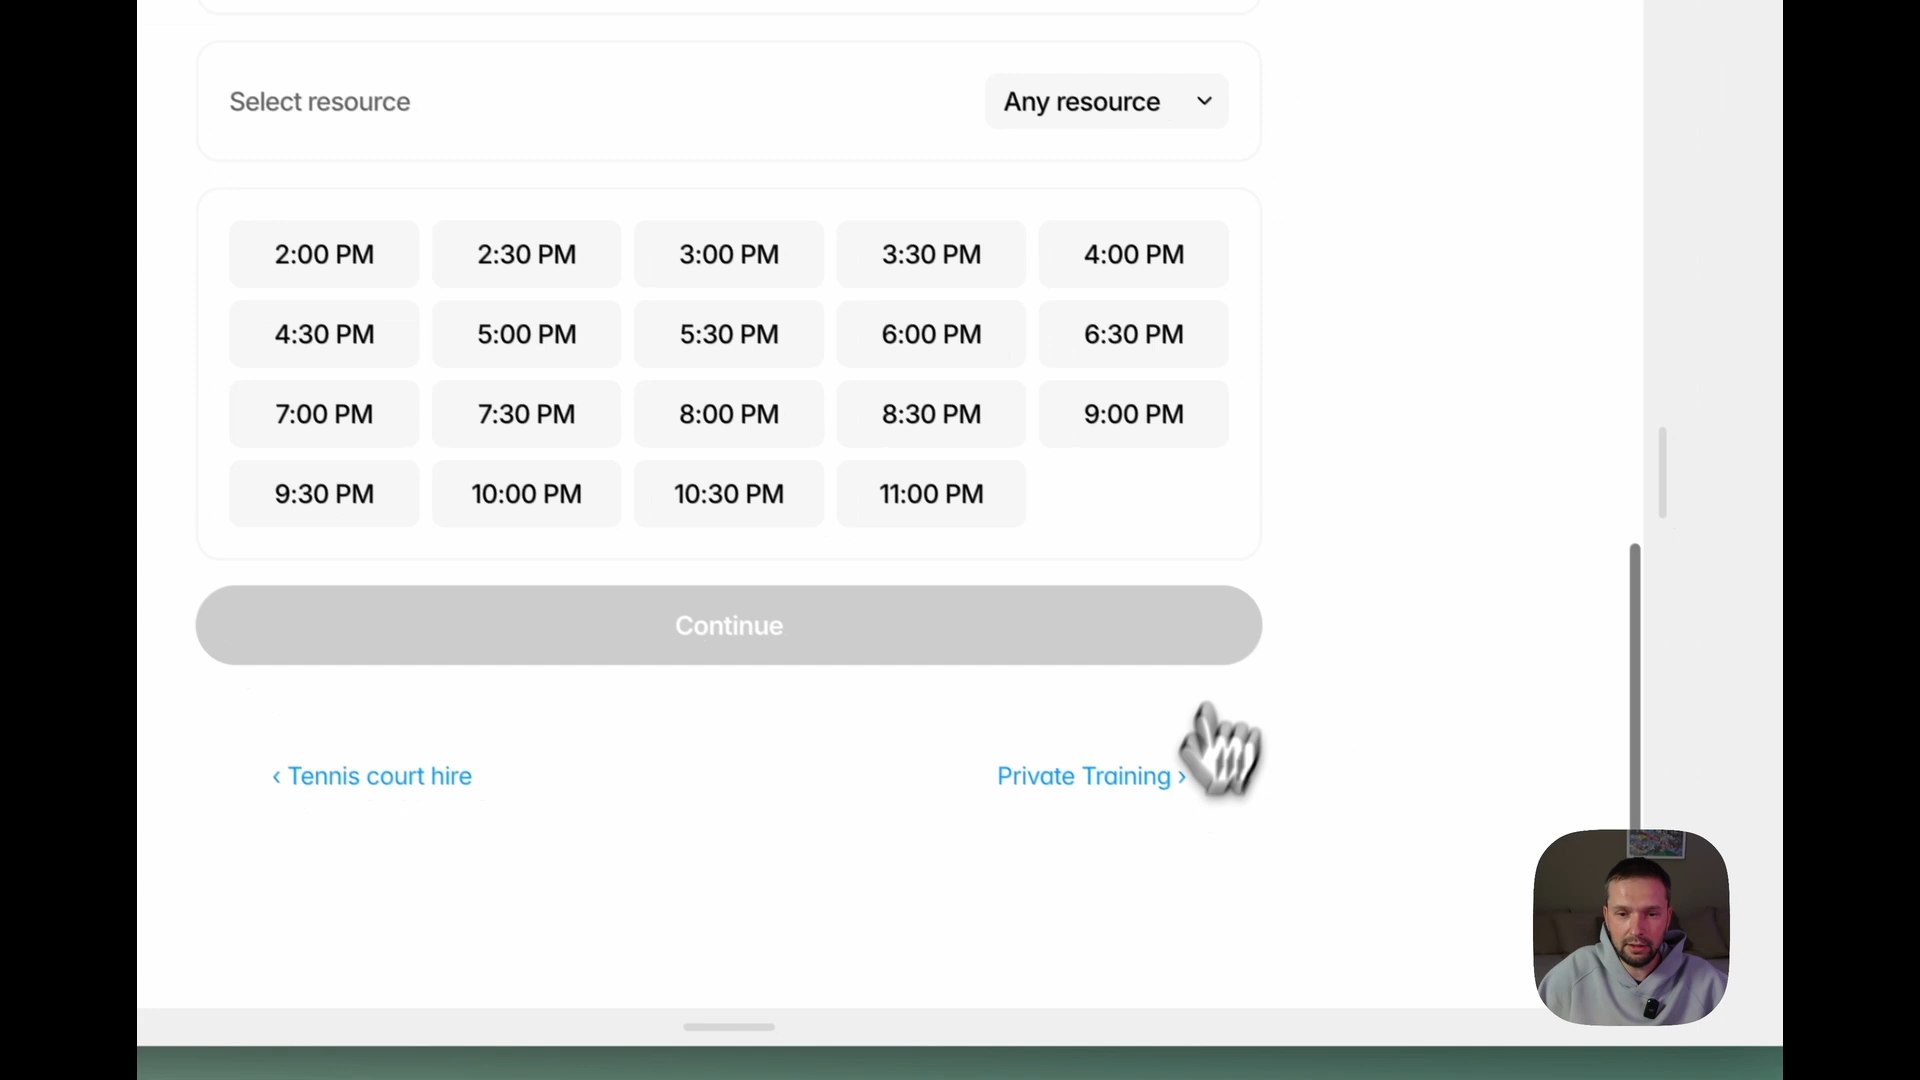 Select resource
Any resource
2:00 PM 2:30 PM 3:00 PM 3:30 PM 4:00 PM
4:30 PM 5:00 PM 5:30 PM 6:00 PM 6:30 PM
7:00 PM 7:30 PM 8:00 PM 8:30 PM 9:00 PM
9:30 PM 10:00 PM 10:30 PM 11:00 PM
Continue
‹ Tennis court hire
Private Training ›